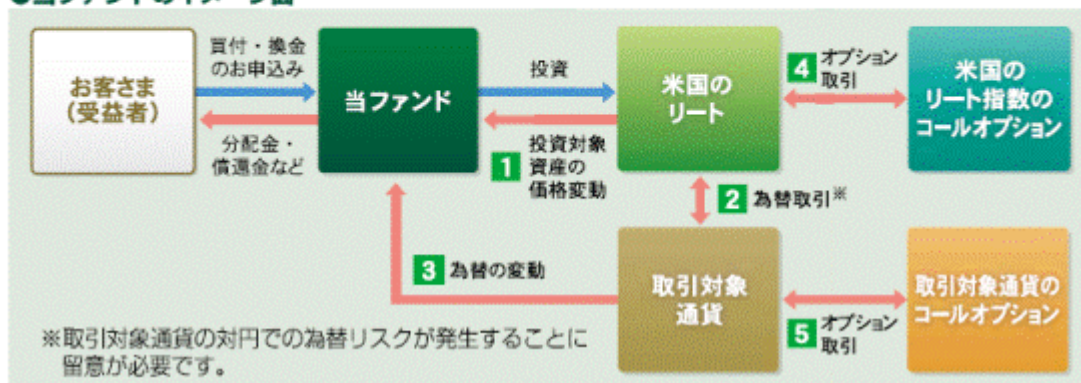 ●当ファンドのイメージ図
お客さま
(受益者)
買付・換金
のお申込み
分配金・
償還金など
当ファンド
投資
1 投資対象
資産の
価格変動
米国の
リート
4 オプション
取引
米国の
リート指数の
コールオプション
2 為替取引※
3 為替の変動
取引対象
通貨
5 オプション
取引
取引対象通貨の
コールオプション
※取引対象通貨の対円での為替リスクが発生することに
留意が必要です。